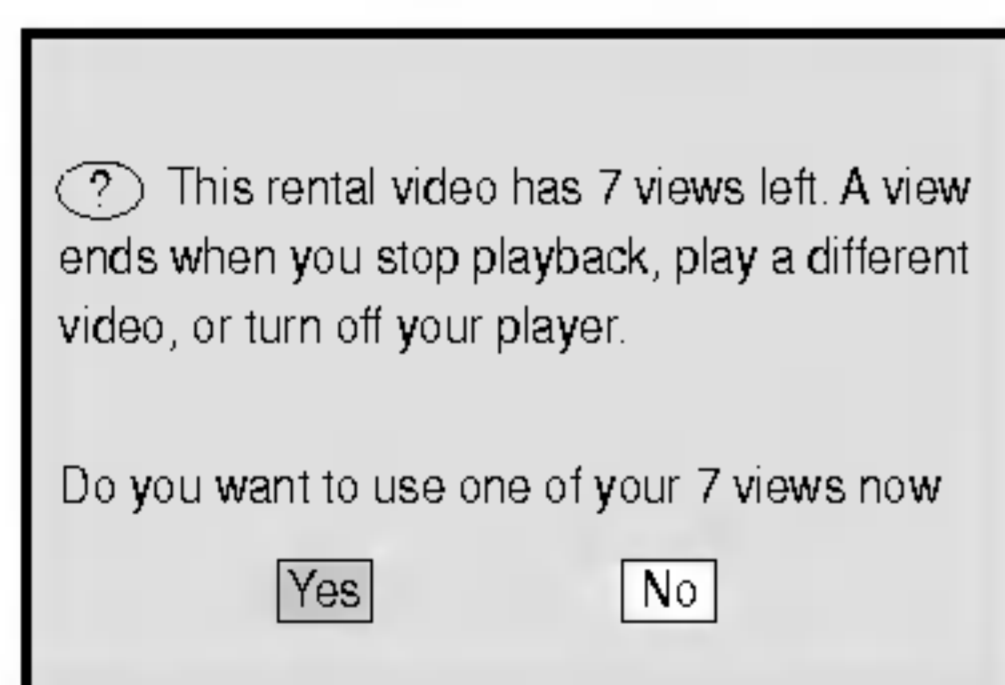 ? This rental video has 7 views left. A view
ends when you stop playback, play a different
video, or turn off your player.
Do you want to use one of your 7 views now
Yes No